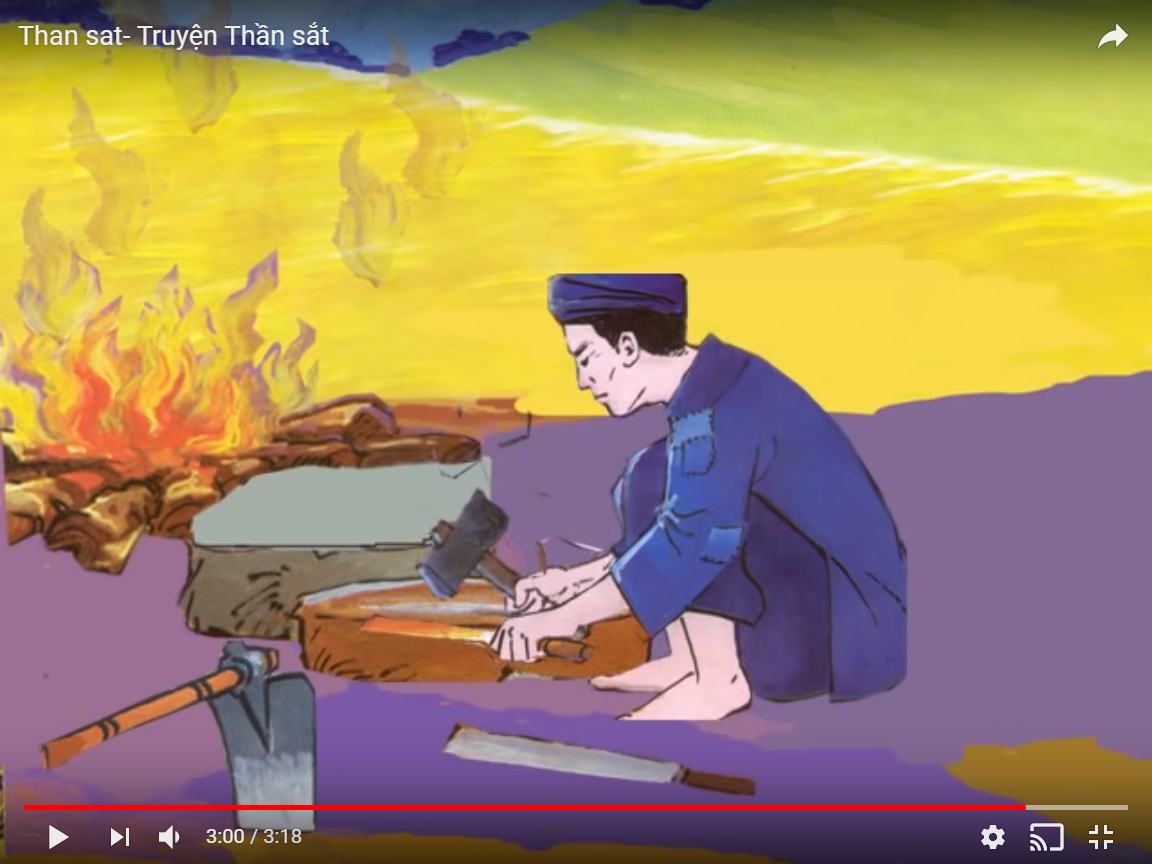 Than sat- Truyện Thần sắt
3:00 / 3:18